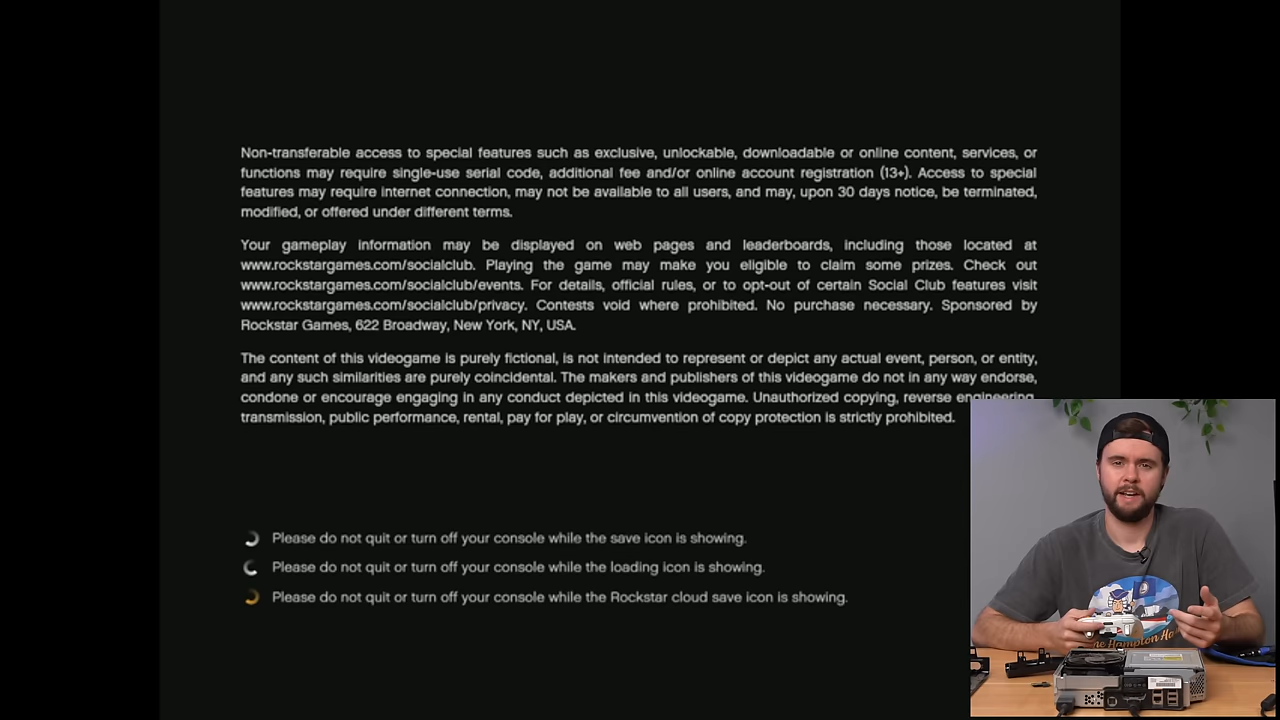 Non-transferable access to special features such as exclusive, unlockable, downloadable or online content, services, or
functions may require single-use serial code, additional fee and/or online account registration (13+). Access to special
features may require internet connection, may not be available to all users, and may, upon 30 days notice, be terminated,
modified, or offered under different terms.
Your gameplay information may be displayed on web pages and leaderboards, including those located at
www.rockstargames.com/socialclub. Playing the game may make you eligible to claim some prizes. Check out
www.rockstargames.com/socialclub/events. For details, official rules, or to opt-out of certain Social Club features visit
www.rockstargames.com/socialclub/privacy. Contests void where prohibited. No purchase necessary. Sponsored by
Rockstar Games, 622 Broadway, New York, NY, USA.
The content of this videogame is purely fictional, is not intended to represent or depict any actual event, person, or entity,
and any such similarities are purely coincidental. The makers and publishers of this videogame do not in any way endorse,
condone or encourage engaging in any conduct depicted in this videogame. Unauthorized copying, reverse engineering,
transmission, public performance, rental, pay for play, or circumvention of copy protection is strictly prohibited.
Please do not quit or turn off your console while the save icon is showing.
Please do not quit or turn off your console while the loading icon is showing.
Please do not quit or turn off your console while the Rockstar cloud save icon is showing.
Hampton